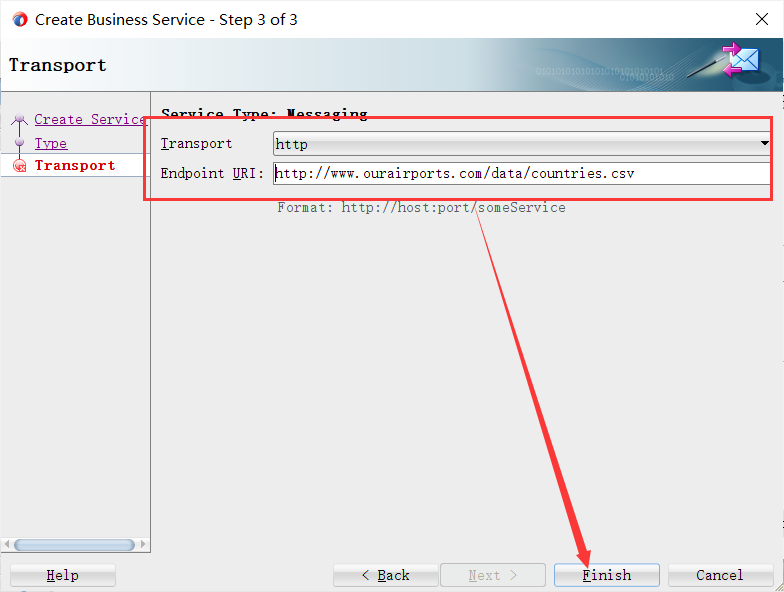 Create Business Service - Step 3 of 3
Transport
Create Service
Type
Transport
Service Type: Messaging
Transport http
Endpoint URI: http://www.ourairports.com/data/countries.csv
Format: http://host:port/someService
Help < Back Next > Finish Cancel